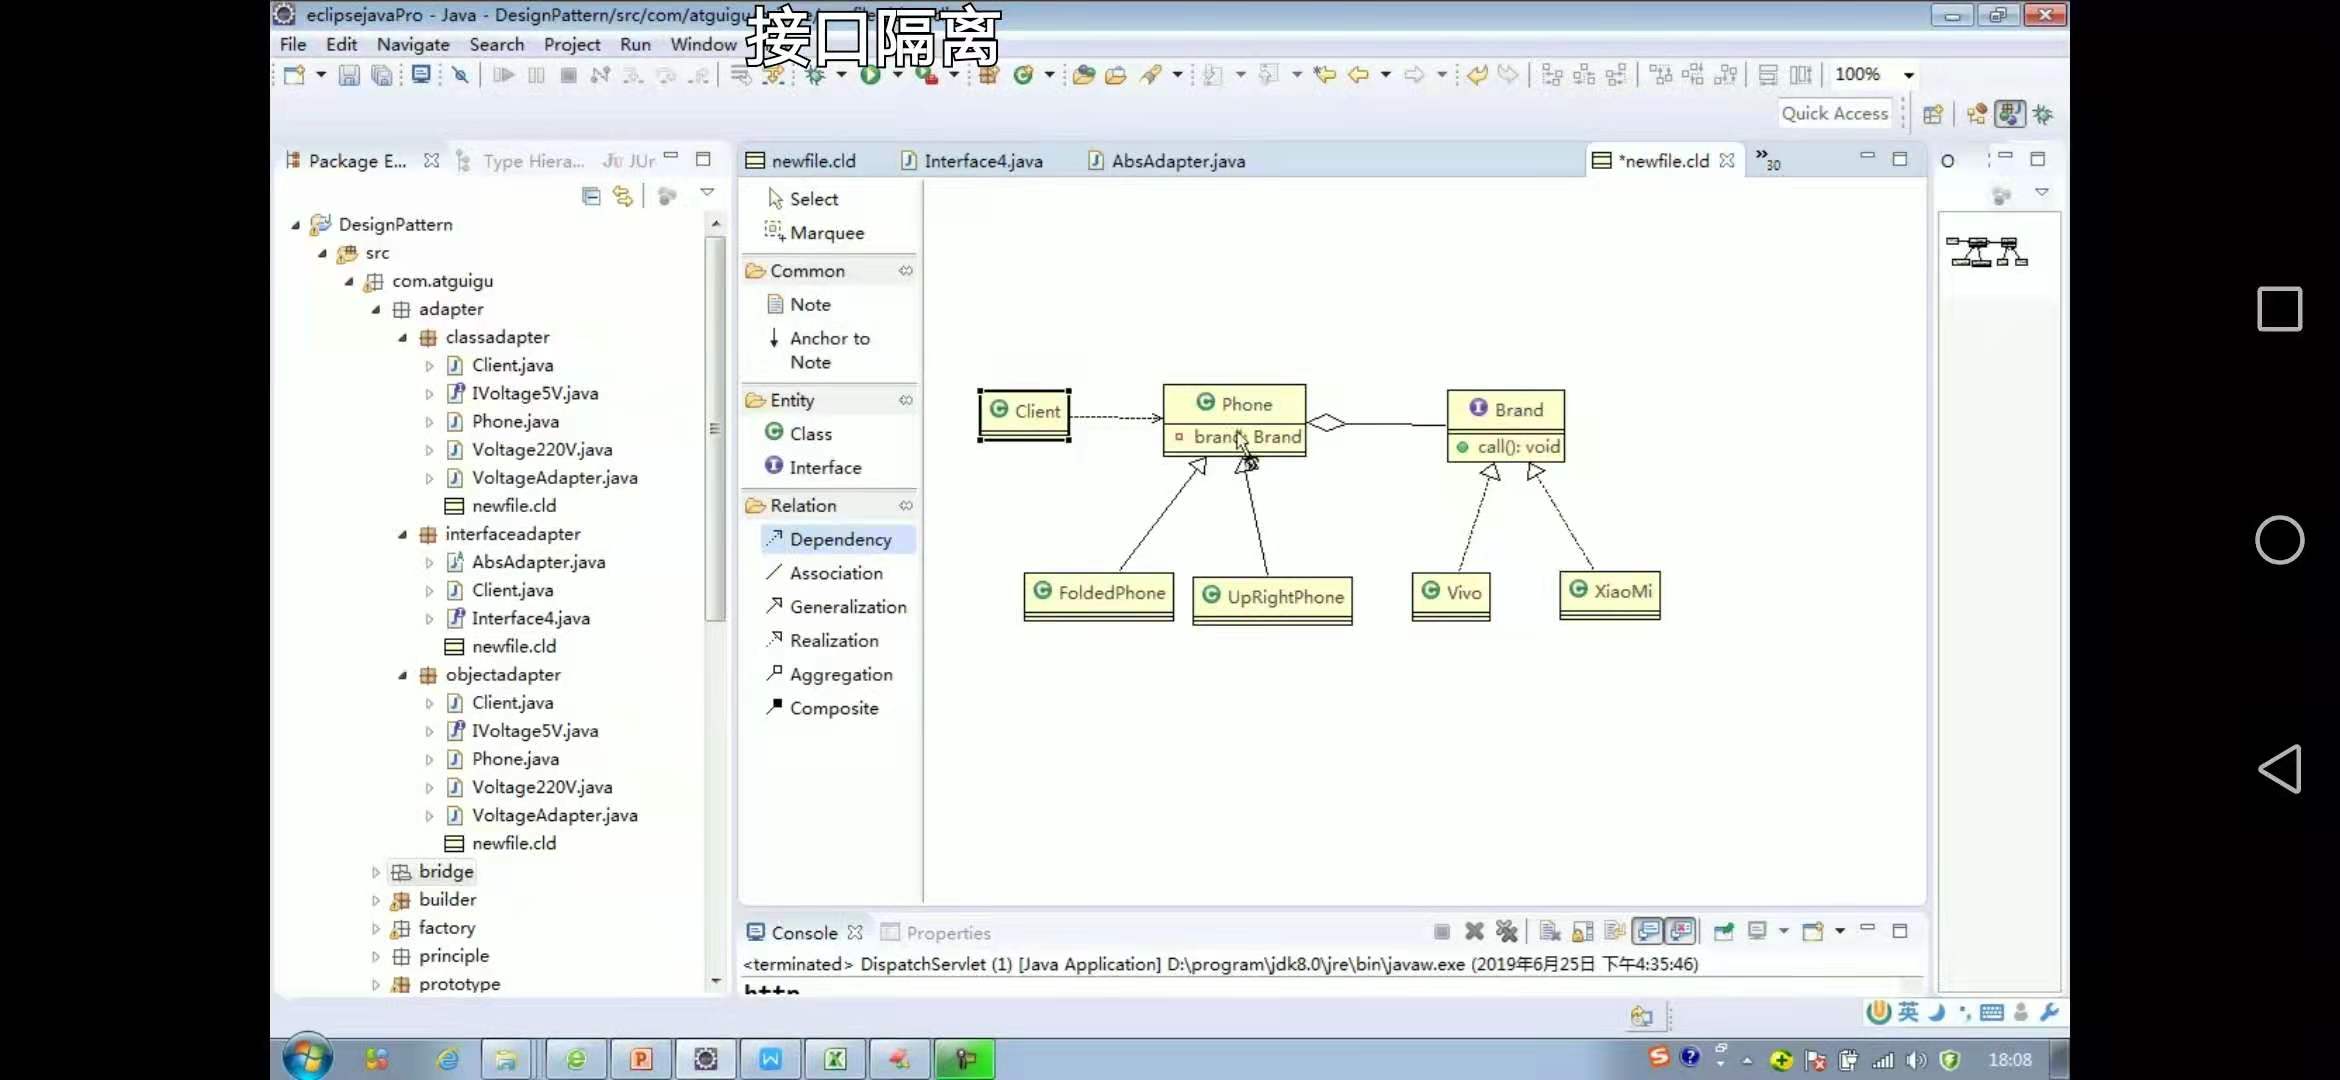 eclipsejavaPro - Java - DesignPattern/src/com/atguigu
接口隔离
File Edit Navigate Search Project Run Window
100%
Quick Access
Package E... Type Hiera... JUr
newfile.cld Interface4.java AbsAdapter.java *newfile.cld »30
O
DesignPattern
src
com.atguigu
adapter
classadapter
Client.java
IVoltage5V.java
Phone.java
Voltage220V.java
VoltageAdapter.java
newfile.cld
interfaceadapter
AbsAdapter.java
Client.java
Interface4.java
newfile.cld
objectadapter
Client.java
IVoltage5V.java
Phone.java
Voltage220V.java
VoltageAdapter.java
newfile.cld
bridge
builder
factory
principle
prototype
Select
Marquee
Common
Note
Anchor to
Note
Entity
Class
Interface
Relation
Dependency
Association
Generalization
Realization
Aggregation
Composite
Client
Phone
Brand
Brand
call(): void
FoldedPhone
UpRightPhone
Vivo
XiaoMi
Console Properties
<terminated> DispatchServlet (1) [Java Application] D:\program\jdk8.0\jre\bin\javaw.exe (2019年6月25日 下午4:35:46)
英
18:08